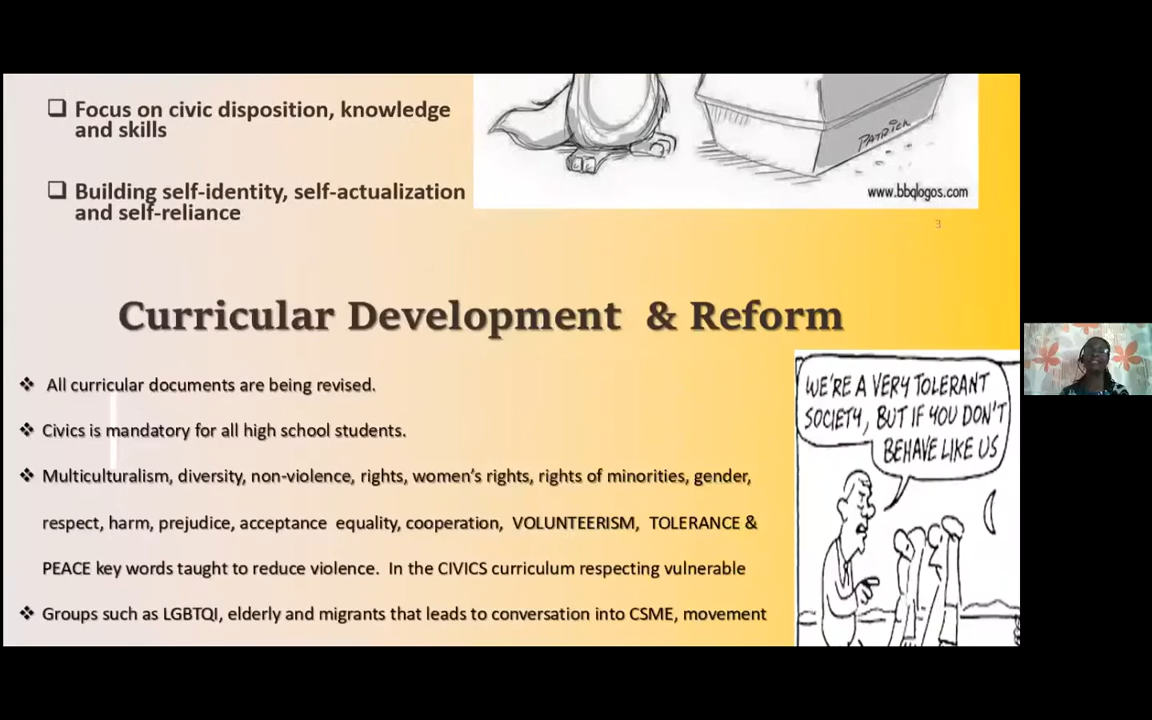 Focus on civic disposition, knowledge
and skills
Building self-identity, self-actualization
and self-reliance
PATRICK
www.bbqlogos.com
3
Curricular Development & Reform
All curricular documents are being revised.
Civics is mandatory for all high school students.
Multiculturalism, diversity, non-violence, rights, women's rights, rights of minorities, gender,
respect, harm, prejudice, acceptance equality, cooperation, VOLUNTEERISM, TOLERANCE &
PEACE key words taught to reduce violence. In the CIVICS curriculum respecting vulnerable
Groups such as LGBTQI, elderly and migrants that leads to conversation into CSME, movement
WE'RE A VERY TOLERANT
SOCIETY, BUT IF YOU DON'T
BEHAVE LIKE US